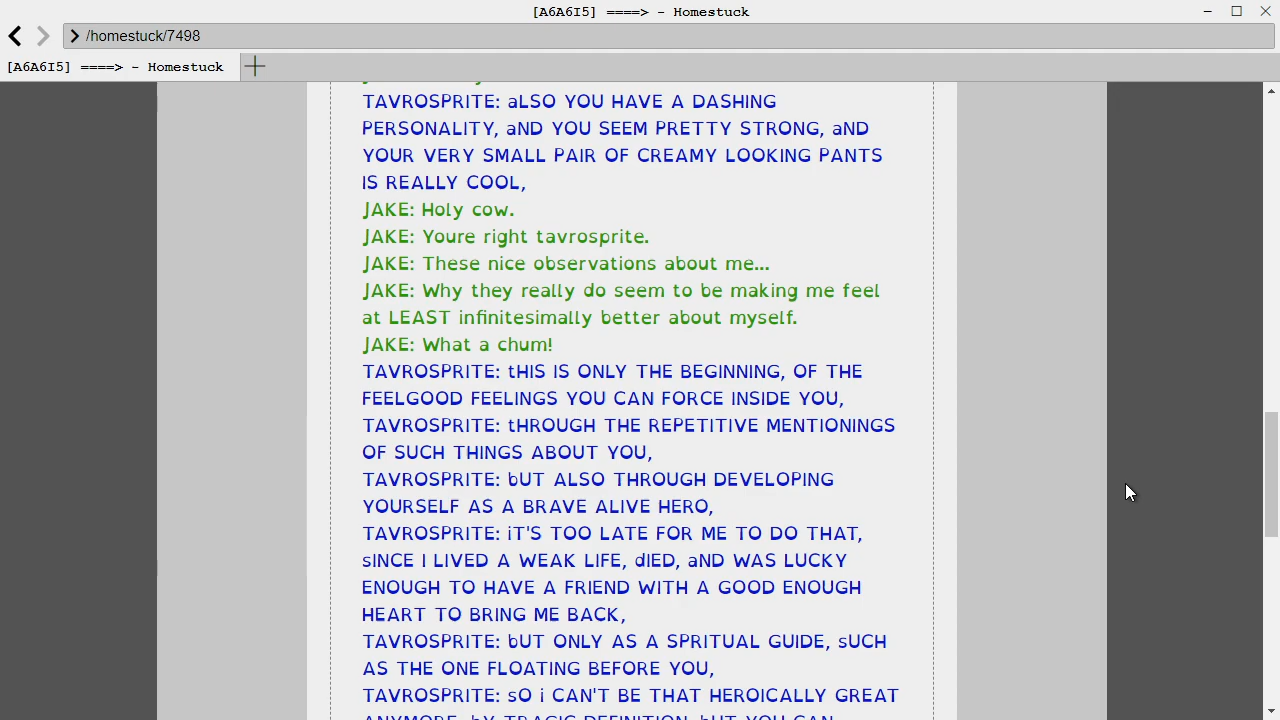 [A6A6I5] ====> - Homestuck
/homestuck/7498
[A6A6I5] ====> - Homestuck
TAVROSPRITE: aLSO YOU HAVE A DASHING
PERSONALITY, aND YOU SEEM PRETTY STRONG, aND
YOUR VERY SMALL PAIR OF CREAMY LOOKING PANTS
IS REALLY COOL,
JAKE: Holy cow.
JAKE: Youre right tavrosprite.
JAKE: These nice observations about me...
JAKE: Why they really do seem to be making me feel
at LEAST infinitesimally better about myself.
JAKE: What a chum!
TAVROSPRITE: tHIS IS ONLY THE BEGINNING, OF THE
FEELGOOD FEELINGS YOU CAN FORCE INSIDE YOU,
TAVROSPRITE: tHROUGH THE REPETITIVE MENTIONINGS
OF SUCH THINGS ABOUT YOU,
TAVROSPRITE: bUT ALSO THROUGH DEVELOPING
YOURSELF AS A BRAVE ALIVE HERO,
TAVROSPRITE: iT'S TOO LATE FOR ME TO DO THAT,
sINCE I LIVED A WEAK LIFE, dIED, aND WAS LUCKY
ENOUGH TO HAVE A FRIEND WITH A GOOD ENOUGH
HEART TO BRING ME BACK,
TAVROSPRITE: bUT ONLY AS A SPRITUAL GUIDE, sUCH
AS THE ONE FLOATING BEFORE YOU,
TAVROSPRITE: sO i CAN'T BE THAT HEROICALLY GREAT
ANYMORE, bY TRAGIC DEFINITION, bUT YOU CAN